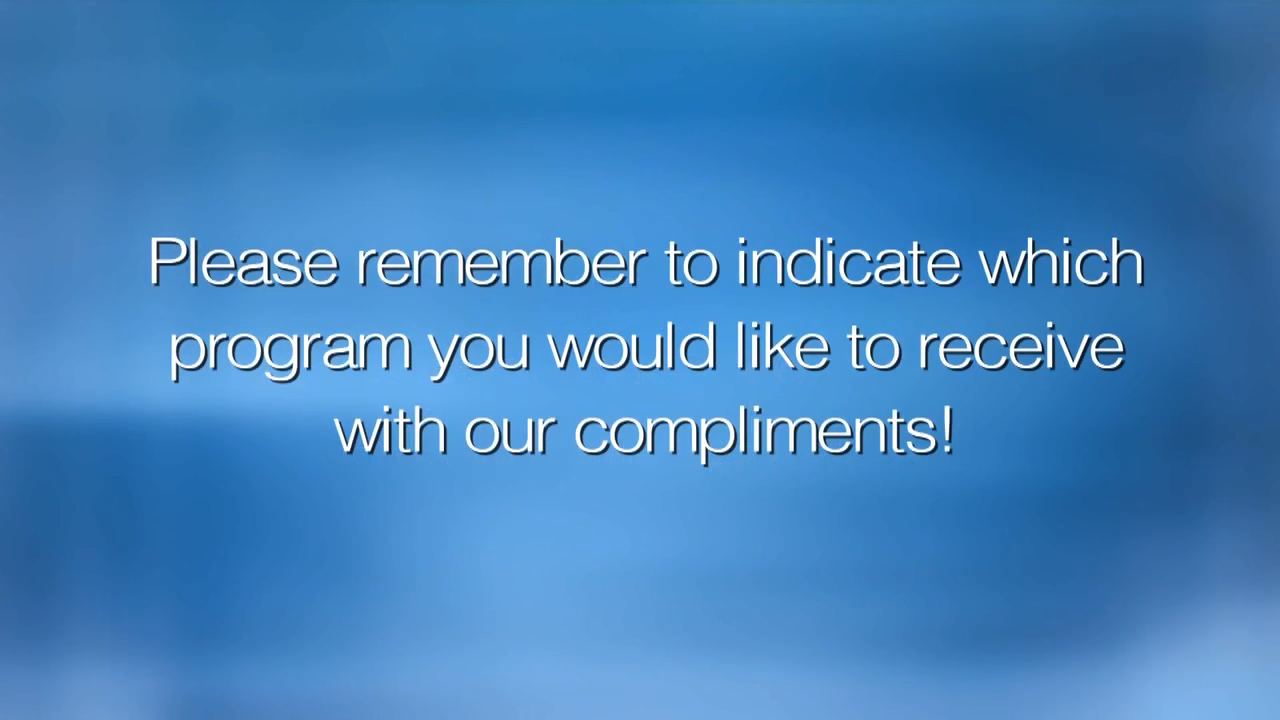 Please remember to indicate which
program you would like to receive
with our compliments!